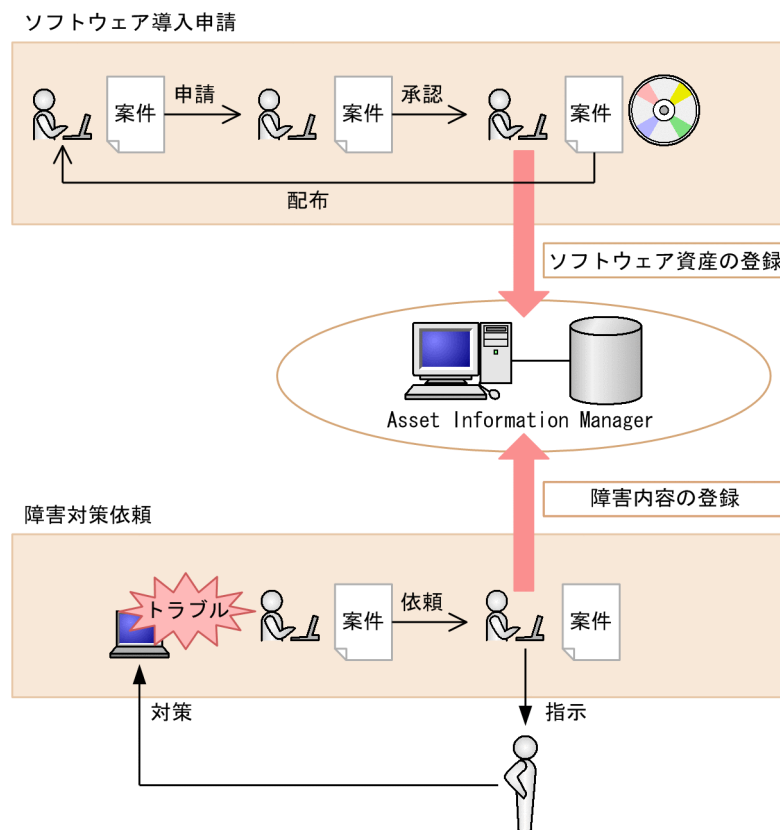 ソフトウェア導入申請
案件
申請
案件
承認
案件
配布
ソフトウェア資産の登録
Asset Information Manager
障害内容の登録
障害対策依頼
トラブル
案件
依頼
案件
対策
指示